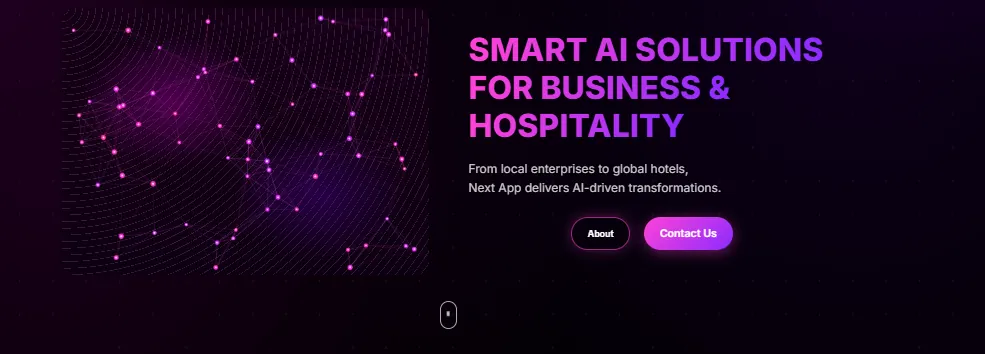 SMART AI SOLUTIONS
FOR BUSINESS &
HOSPITALITY
From local enterprises to global hotels,
Next App delivers AI-driven transformations.
About
Contact Us